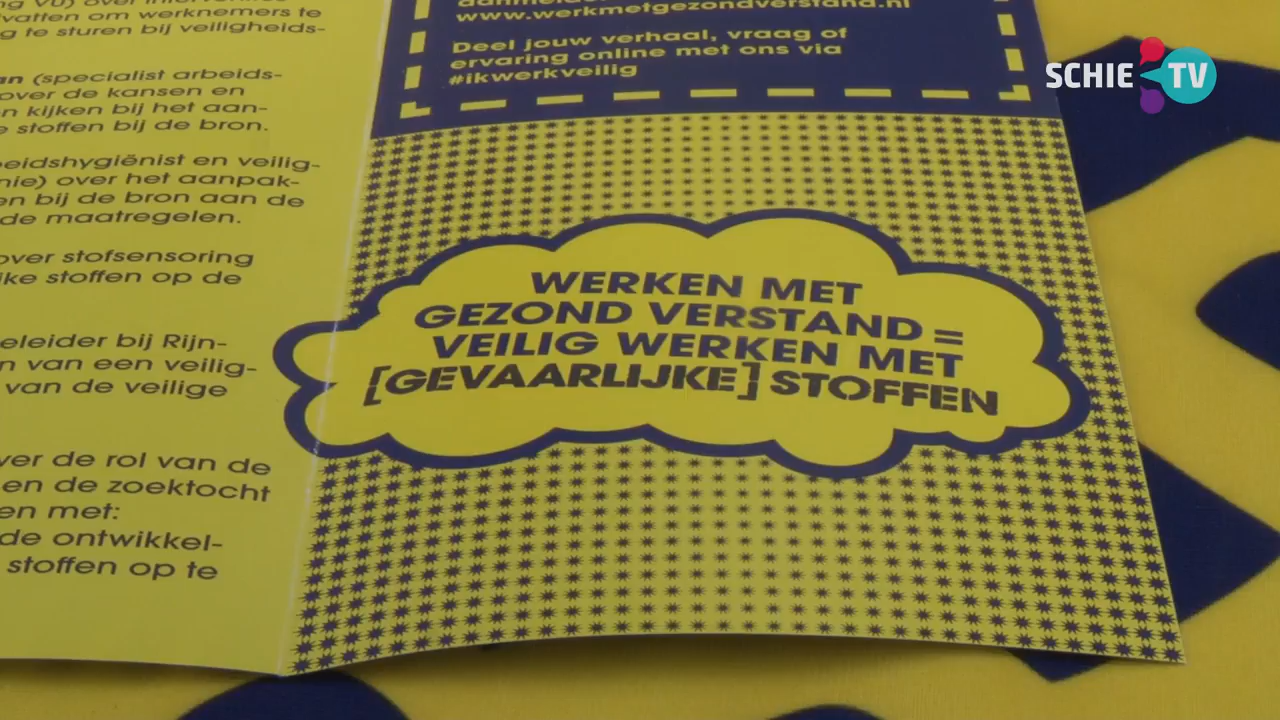 vatten om werknemers te
g te sturen bij veiligheids-
an (specialist arbeids-
over de kansen en
n kijken bij het aan-
e stoffen bij de bron.
eidshygiënist en veilig-
nie) over het aanpak-
en bij de bron aan de
de maatregelen.
over stofsensoring
ijke stoffen op de
eleider bij Rijn-
n van een veilig-
van de veilige
ver de rol van de
en de zoektocht
en met:
de ontwikkel-
stoffen op te
www.werkmetgezondverstand.nl
Deel jouw verhaal, vraag of
ervaring online met ons via
#ikwerkveilig
WERKEN MET
GEZOND VERSTAND =
VEILIG WERKEN MET
[GEVAARLIJKE] STOFFEN
SCHIE TV